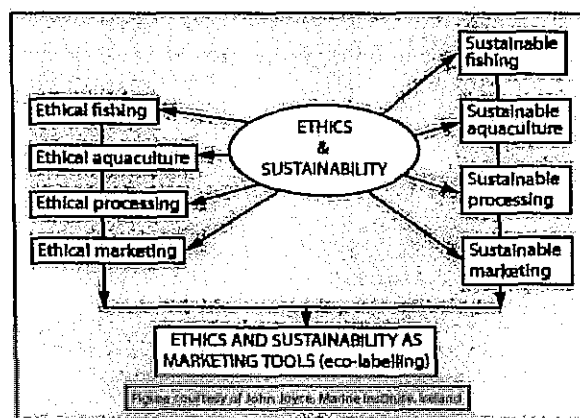 Sustainable
fishing
Ethical fishing
ETHICS
&
SUSTAINABILITY
Sustainable
aquaculture
Ethical aquaculture
Ethical processing
Sustainable
processing
Ethical marketing
Sustainable
marketing
ETHICS AND SUSTAINABILITY AS
MARKETING TOOLS (eco-labelling)
Figure courtesy of John Joyce, Marine Institute, Ireland